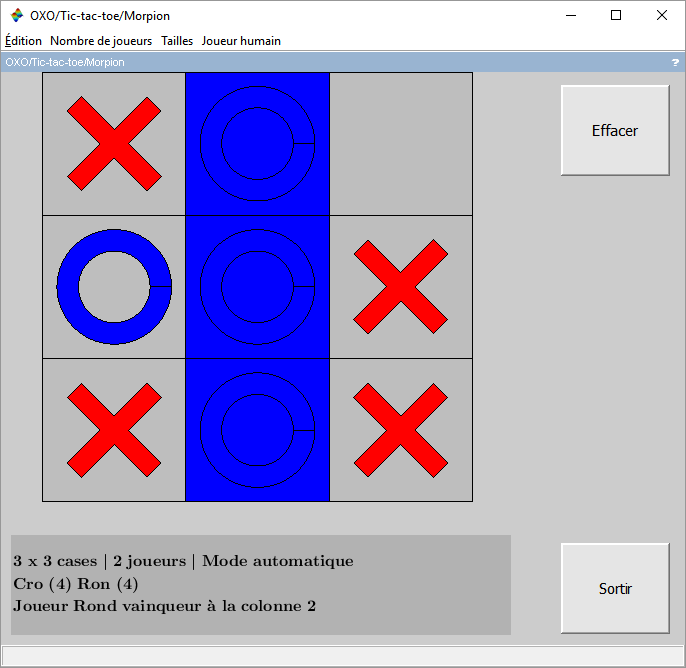 OXO/Tic-tac-toe/Morpion
Édition Nombre de joueurs Tailles Joueur humain
OXO/Tic-tac-toe/Morpion ?
Effacer
3 x 3 cases | 2 joueurs | Mode automatique
Cro (4) Ron (4)
Joueur Rond vainqueur à la colonne 2
Sortir